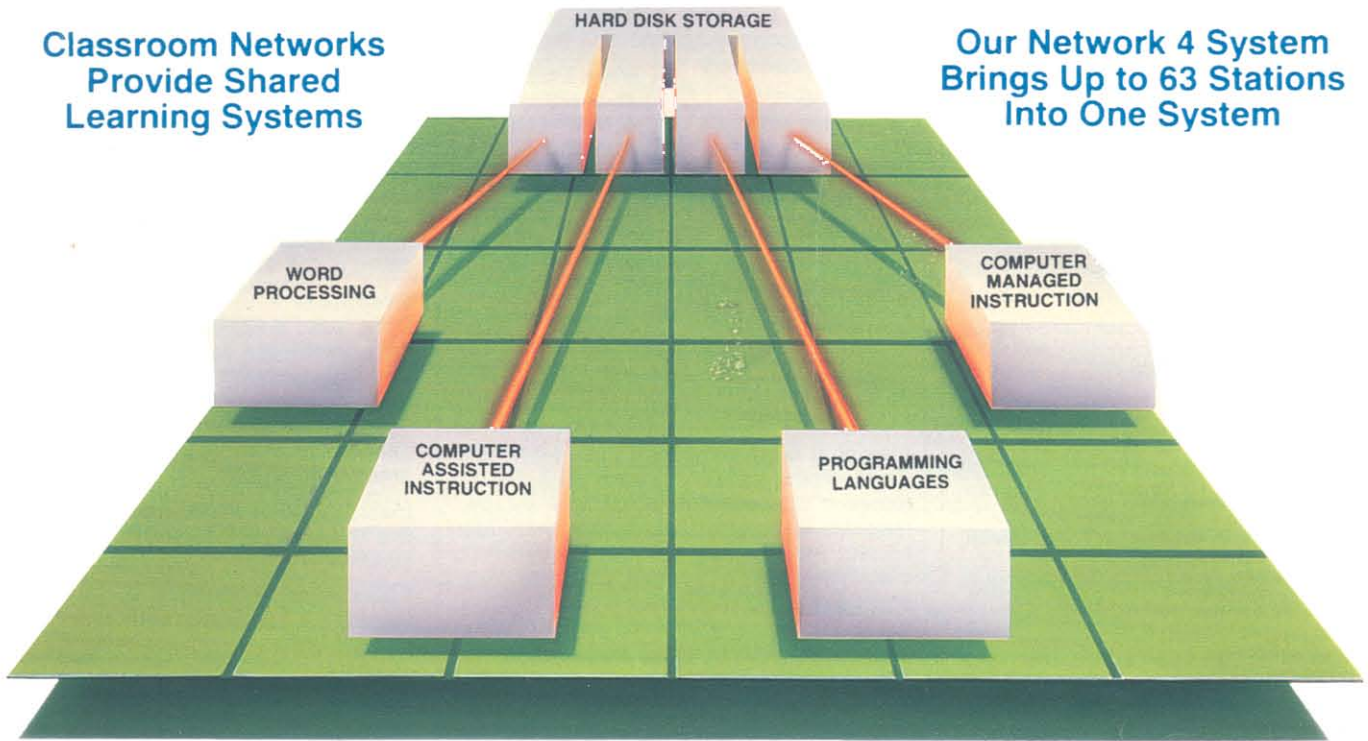 Classroom Networks
Provide Shared
Learning Systems
HARD DISK STORAGE
Our Network 4 System
Brings Up to 63 Stations
Into One System
WORD
PROCESSING
COMPUTER
MANAGED
INSTRUCTION
COMPUTER
ASSISTED
INSTRUCTION
PROGRAMMING
LANGUAGES